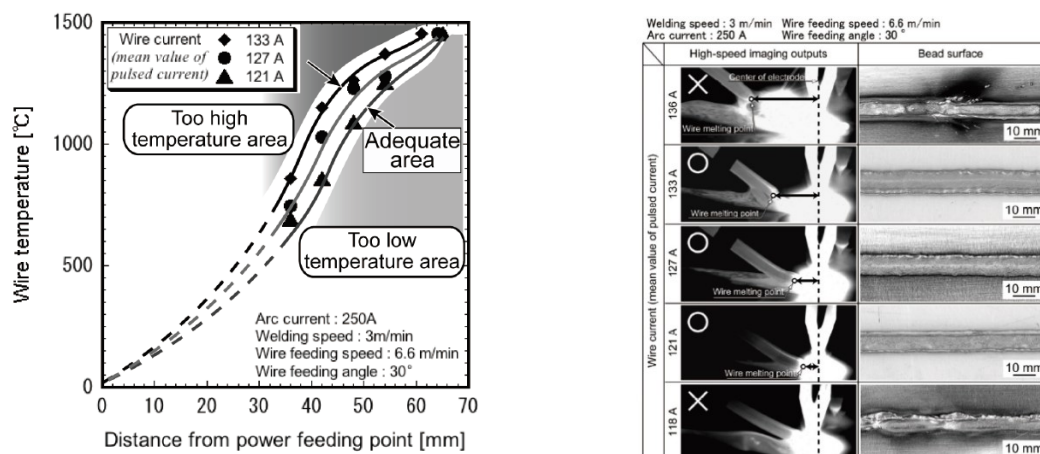 1500
1000
500
0
Wire temperature [℃]
Wire current
(mean value of
pulsed current)
133 A
127 A
121 A
Too high
temperature area
Adequate
area
Too low
temperature area
Arc current : 250A
Welding speed : 3m/min
Wire feeding speed : 6.6 m/min
Wire feeding angle : 30°
0 10 20 30 40 50 60 70
Distance from power feeding point [mm]
Welding speed : 3 m/min Wire feeding speed : 6.6 m/min
Arc current : 250 A Wire feeding angle : 30°
High-speed imaging outputs
Bead surface
Wire current (mean value of pulsed current)
136 A
Center of electrode
Wire melting point
10 mm
133 A
Wire melting point
10 mm
127 A
Wire melting point
10 mm
121 A
Wire melting point
10 mm
118 A
10 mm